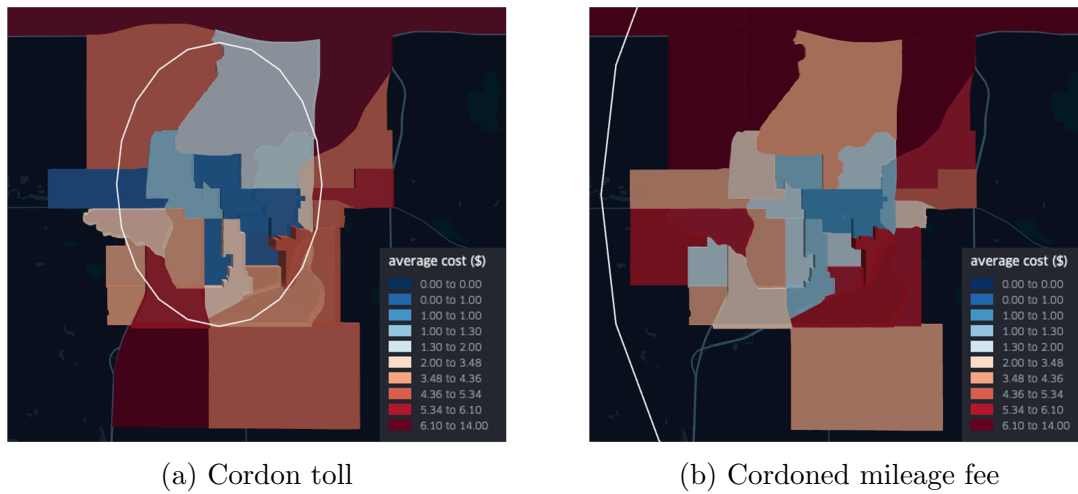 average cost ($)
0.00 to 0.00
0.00 to 1.00
1.00 to 1.00
1.00 to 1.30
1.30 to 2.00
2.00 to 3.48
3.48 to 4.36
4.36 to 5.34
5.34 to 6.10
6.10 to 14.00
average cost ($)
0.00 to 0.00
0.00 to 1.00
1.00 to 1.00
1.00 to 1.30
1.30 to 2.00
2.00 to 3.48
3.48 to 4.36
4.36 to 5.34
5.34 to 6.10
6.10 to 14.00
(a) Cordon toll
(b) Cordoned mileage fee